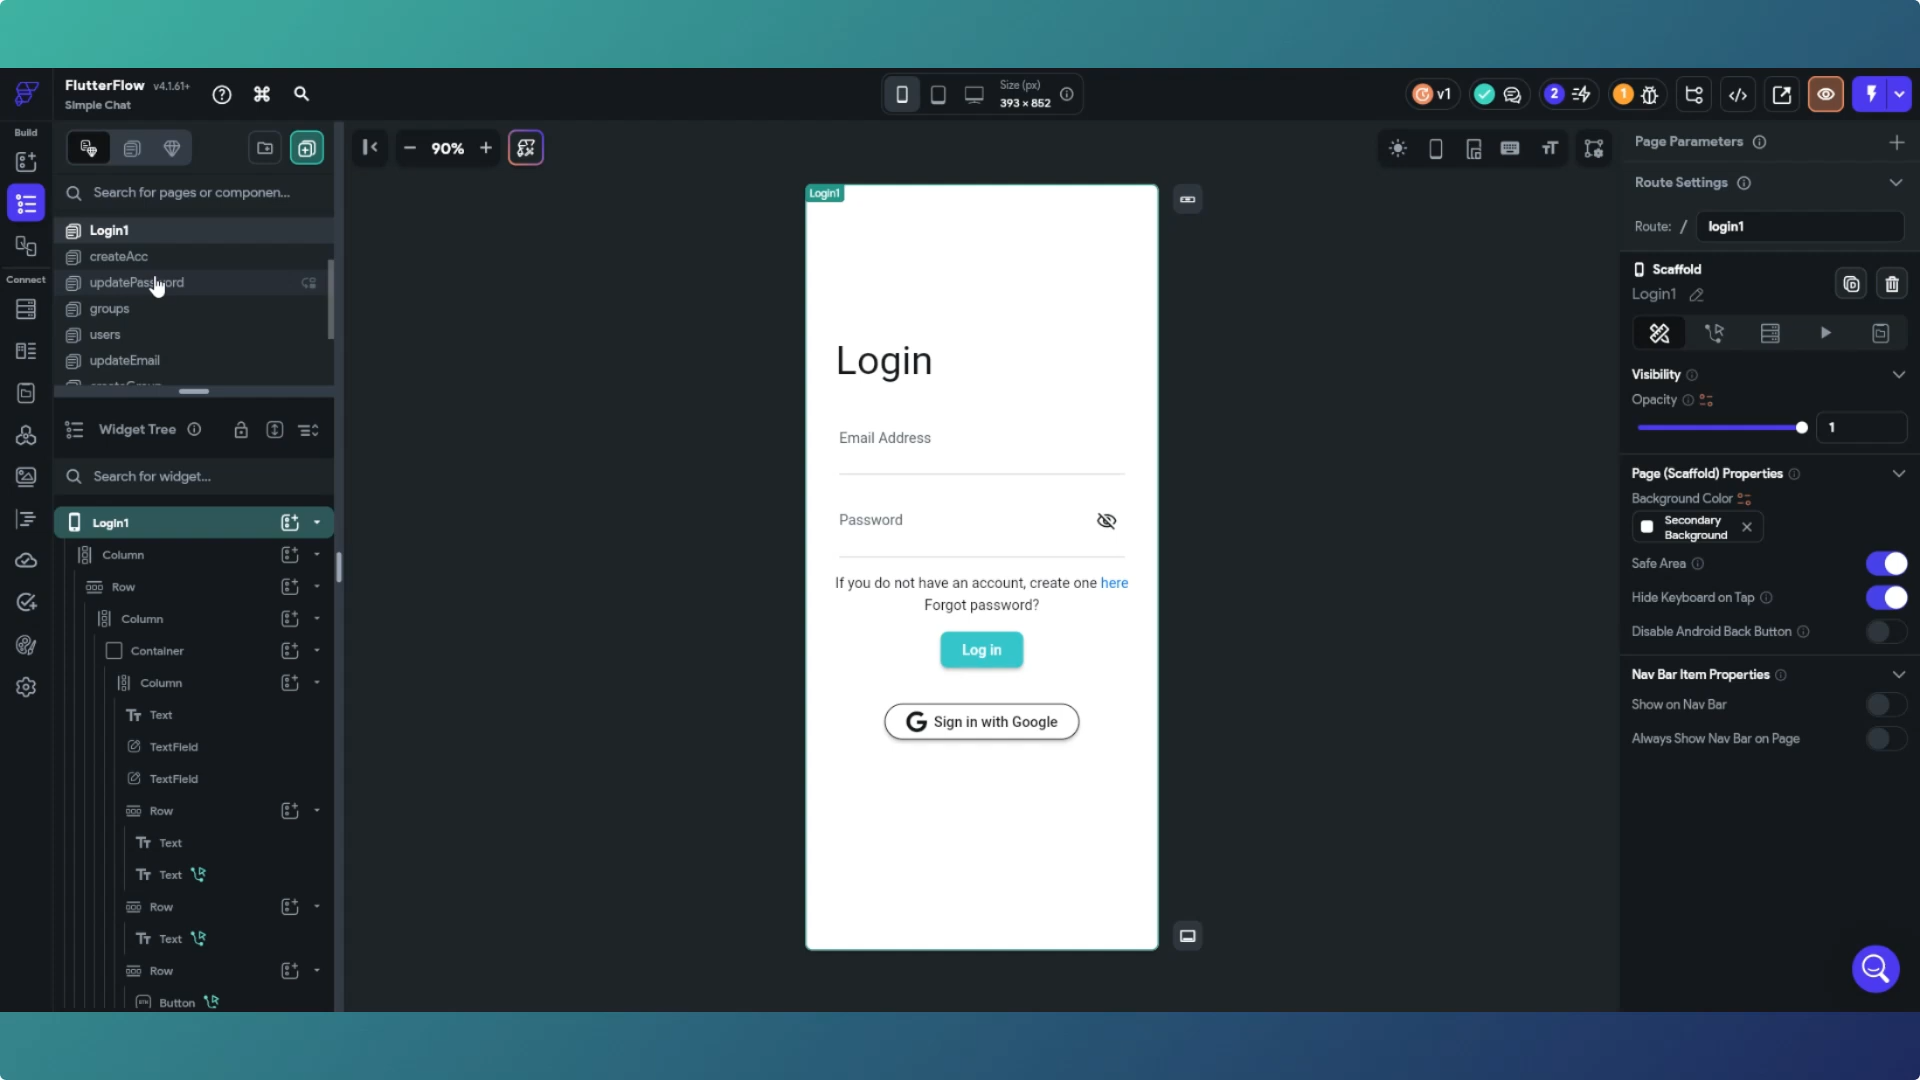 FlutterFlow v4.1.61+
Simple Chat
Size (px)
393 × 852
v1
2
1
Build
Connect
Search for pages or componen...
Login1
createAcc
updatePassword
groups
users
updateEmail
Widget Tree
Search for widget...
Login1
Column
Row
Column
Container
Column
Text
TextField
TextField
Row
Text
Text
Row
Text
Row
Button
90%
Login1
Login
Email Address
Password
If you do not have an account, create one here
Forgot password?
Log in
Sign in with Google
Page Parameters
Route Settings
Route: / login1
Scaffold
Login1
Visibility
Opacity
1
Page (Scaffold) Properties
Background Color
Secondary
Background
Safe Area
Hide Keyboard on Tap
Disable Android Back Button
Nav Bar Item Properties
Show on Nav Bar
Always Show Nav Bar on Page